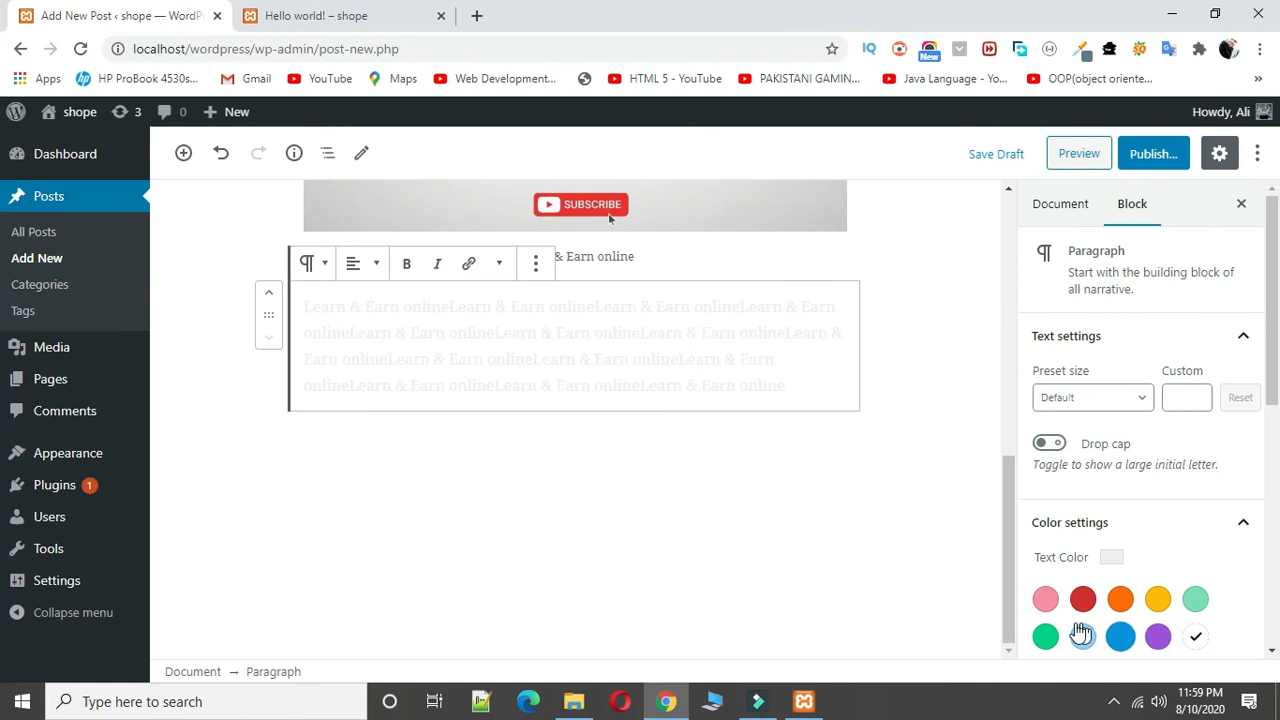 Add New Post ‹ shope — WordP
Hello world! – shope
localhost/wordpress/wp-admin/post-new.php
New
Apps
HP ProBook 4530s...
Gmail
YouTube
Maps
Web Development...
HTML 5 - YouTube
PAKISTANI GAMIN...
Java Language - Yo...
OOP(object oriente...
shope
3
0
New
Howdy, Ali
Dashboard
Posts
All Posts
Add New
Categories
Tags
Media
Pages
Comments
Appearance
Plugins 1
Users
Tools
Settings
Collapse menu
Save Draft
Preview
Publish...
SUBSCRIBE
& Earn online
B
I
Learn & Earn onlineLearn & Earn onlineLearn & Earn onlineLearn & Earn
onlineLearn & Earn onlineLearn & Earn onlineLearn & Earn onlineLearn &
Earn onlineLearn & Earn onlineLearn & Earn onlineLearn & Earn
onlineLearn & Earn onlineLearn & Earn onlineLearn & Earn online
Document → Paragraph
Document
Block
Paragraph
Start with the building block of
all narrative.
Text settings
Preset size
Custom
Default
Reset
Drop cap
Toggle to show a large initial letter.
Color settings
Text Color
Type here to search
11:59 PM
8/10/2020